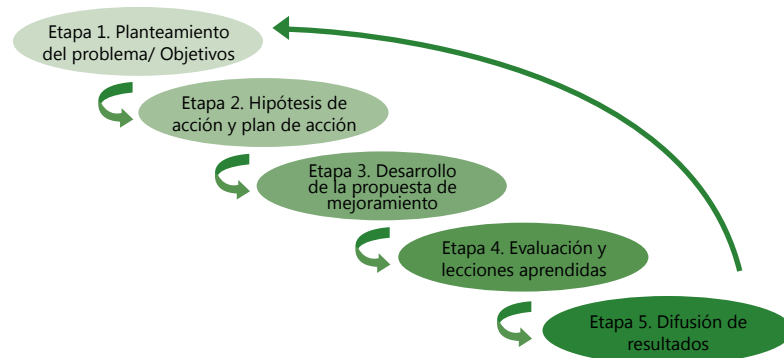 Etapa 1. Planteamiento
del problema/ Objetivos
Etapa 2. Hipótesis de
acción y plan de acción
Etapa 3. Desarrollo
de la propuesta de
mejoramiento
Etapa 4. Evaluación y
lecciones aprendidas
Etapa 5. Difusión de
resultados